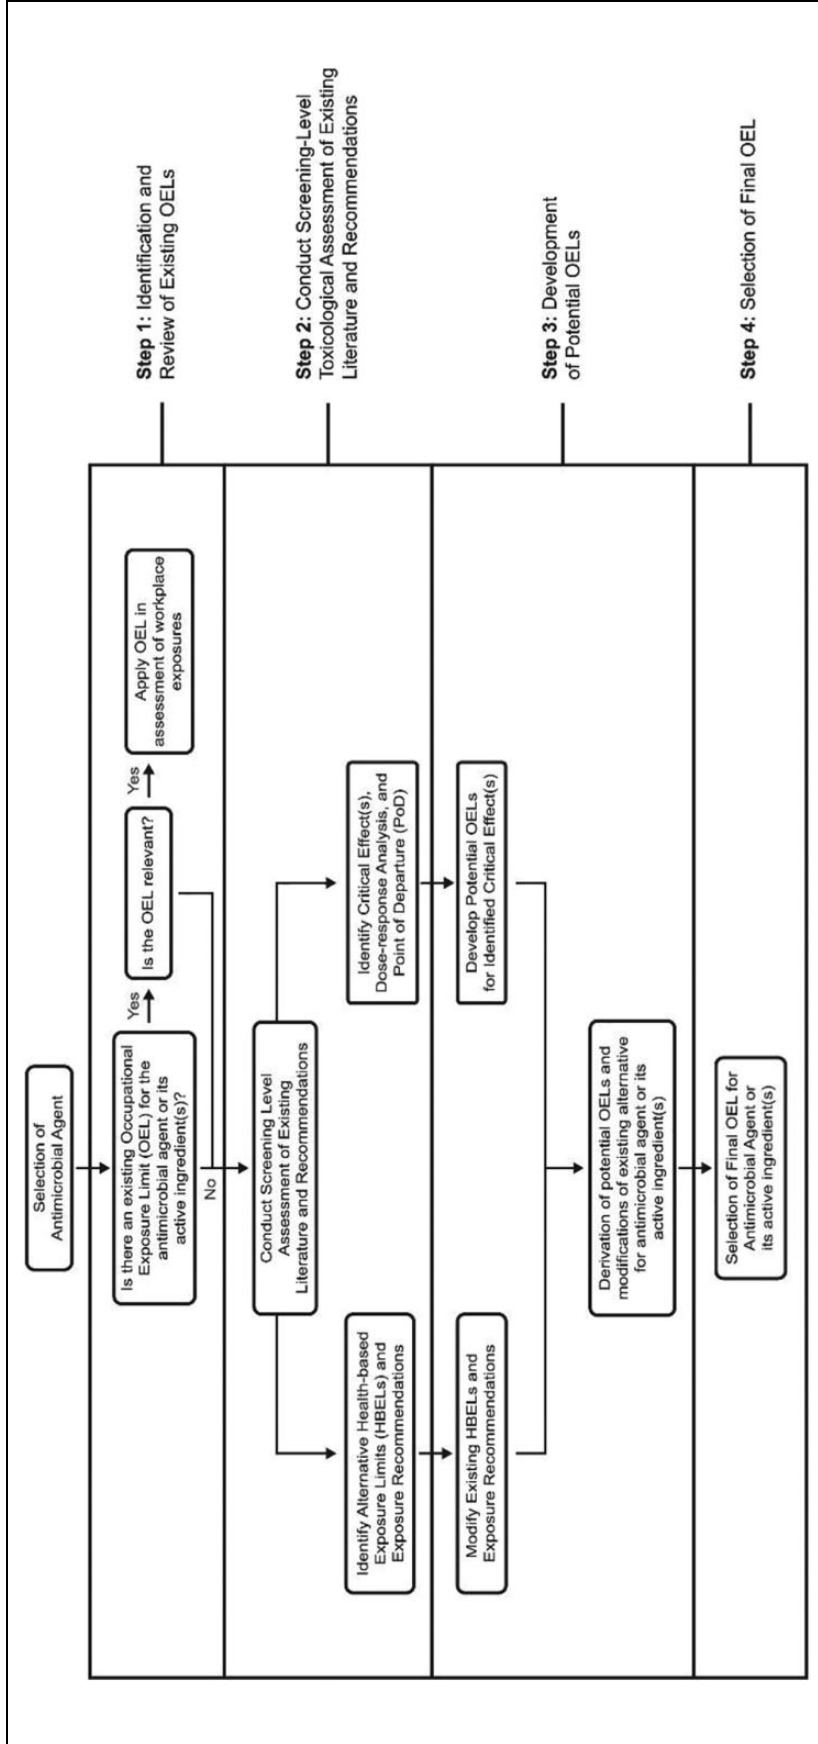 Selection of
Antimicrobial Agent
Is there an existing Occupational
Exposure Limit (OEL) for the
antimicrobial agent or its
active ingredient(s)?
Yes
Is the OEL relevant?
Yes
Apply OEL in
assessment of workplace
exposures
Step 1: Identification and
Review of Existing OELs
No
Conduct Screening Level
Assessment of Existing
Literature and Recommendations
Step 2: Conduct Screening-Level
Toxicological Assessment of Existing
Literature and Recommendations
Identify Alternative Health-based
Exposure Limits (HBELs) and
Exposure Recommendations
Identify Critical Effect(s),
Dose-response Analysis, and
Point of Departure (PoD)
Modify Existing HBELs and
Exposure Recommendations
Develop Potential OELs
for Identified Critical Effect(s)
Step 3: Development
of Potential OELs
Derivation of potential OELs and
modifications of existing alternative
for antimicrobial agent or its
active ingredient(s)
Selection of Final OEL for
Antimicrobial Agent or
its active ingredient(s)
Step 4: Selection of Final OEL